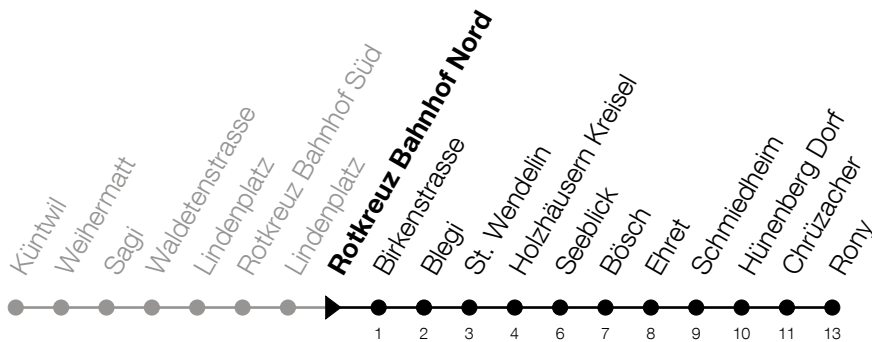 Küntwil
Weihermatt
Sagi
Waldetenstrasse
Lindenplatz
Rotkreuz Bahnhof Süd
Lindenplatz
Rotkreuz Bahnhof Nord
Birkenstrasse
Blegi
St. Wendelin
Holzhäusern Kreisel
Seeblick
Bösch
Ehret
Schmiedheim
Hünenberg Dorf
Chrüzacher
Rony
1 2 3 4 6 7 8 9 10 11 13